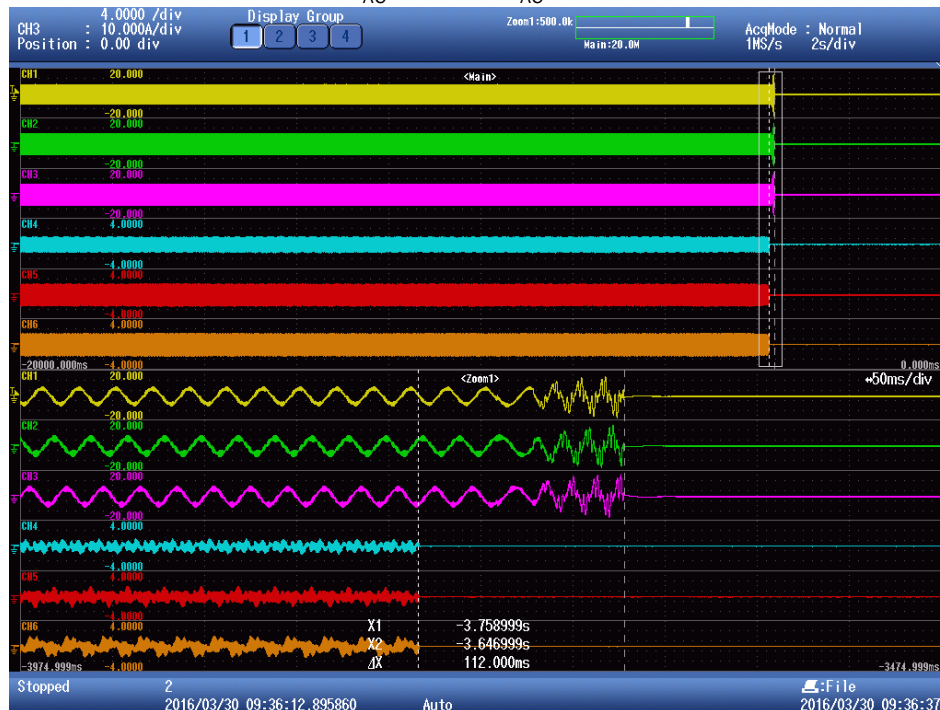 AC AC
4.0000 /div
CH3 : 10.000A/div
Position : 0.00 div
Display Group
1 2 3 4
Zoom1:500.0k
Main:20.0M
AcqMode : Normal
1MS/s 2s/div
CH1 20.000 <Main>
-20.000
CH2 20.000
-20.000
CH3 20.000
-20.000
CH4 4.0000
-4.0000
CH5 4.0000
-4.0000
CH6 4.0000
-20000.000ms -4.0000 0.000ms
CH1 20.000 <Zoom1> 50ms/div
-20.000
CH2 20.000
-20.000
CH3 20.000
-20.000
CH4 4.0000
-4.0000
CH5 4.0000
-4.0000
CH6 4.0000
X1 -3.758999s
X2 -3.646999s
ΔX 112.000ms
-3974.999ms -4.0000 -3474.999ms
Stopped 2 :File
2016/03/30 09:36:12.895860 Auto 2016/03/30 09:36:37